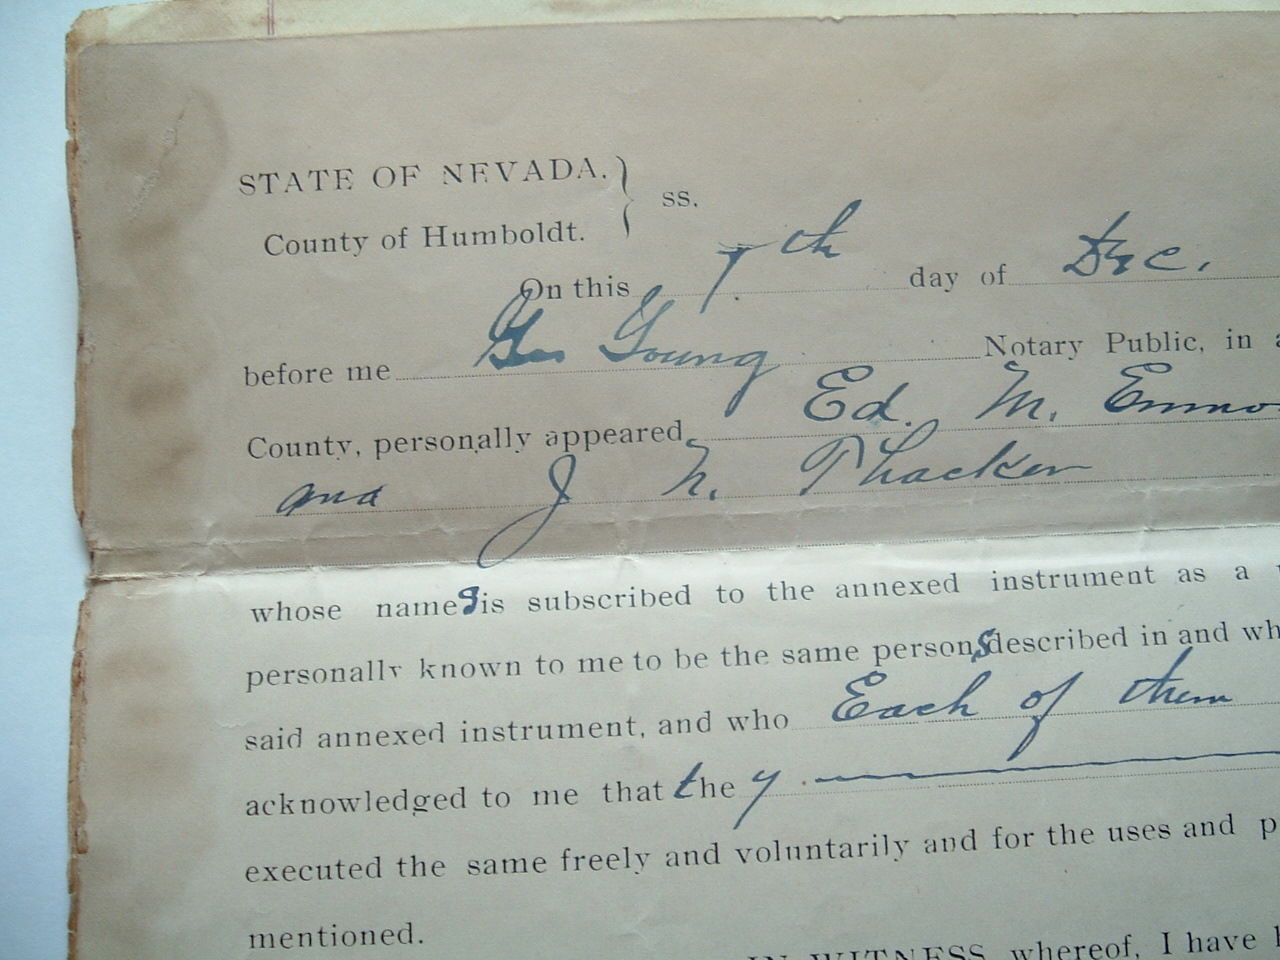 STATE OF NEVADA. } ss.
County of Humboldt.
On this 7th day of Dec.
before me Geo Young Notary Public, in a
County, personally appeared Ed. M. Emmo
and J N. Thacker
whose names is subscribed to the annexed instrument as a
personally known to me to be the same persons described in and wh
said annexed instrument, and who Each of them
acknowledged to me that they
executed the same freely and voluntarily and for the uses and p
mentioned.
IN WITNESS whereof, I have